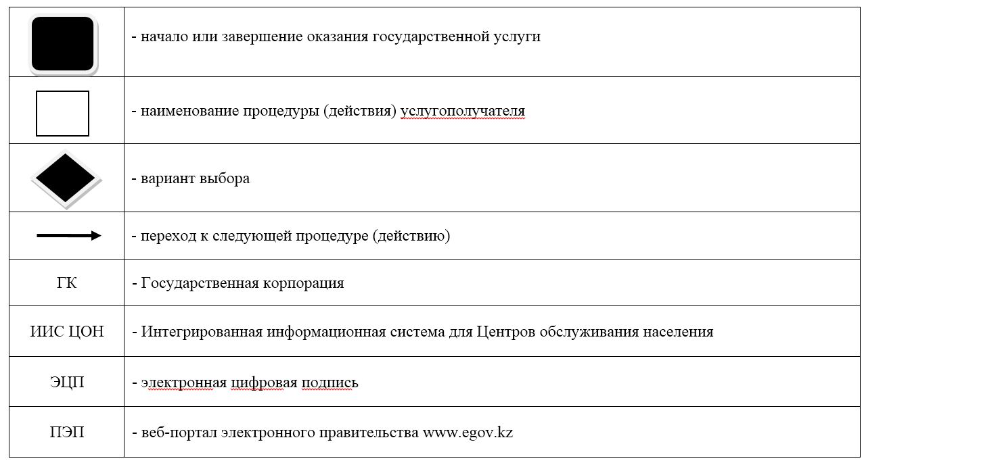 - начало или завершение оказания государственной услуги
- наименование процедуры (действия) услугополучателя
- вариант выбора
- переход к следующей процедуре (действию)
ГК - Государственная корпорация
ИИС ЦОН - Интегрированная информационная система для Центров обслуживания населения
ЭЦП - электронная цифровая подпись
ПЭП - веб-портал электронного правительства www.egov.kz